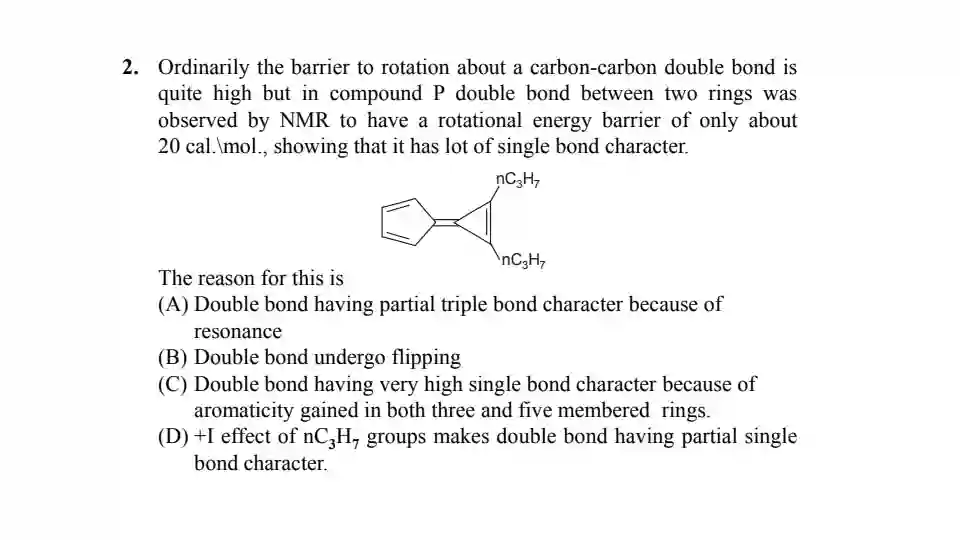 2. Ordinarily the barrier to rotation about a carbon-carbon double bond is
quite high but in compound P double bond between two rings was
observed by NMR to have a rotational energy barrier of only about
20 cal.\mol., showing that it has lot of single bond character.
nC₃H₇
nC₃H₇
The reason for this is
(A) Double bond having partial triple bond character because of
resonance
(B) Double bond undergo flipping
(C) Double bond having very high single bond character because of
aromaticity gained in both three and five membered rings.
(D) +I effect of nC₃H₇ groups makes double bond having partial single
bond character.